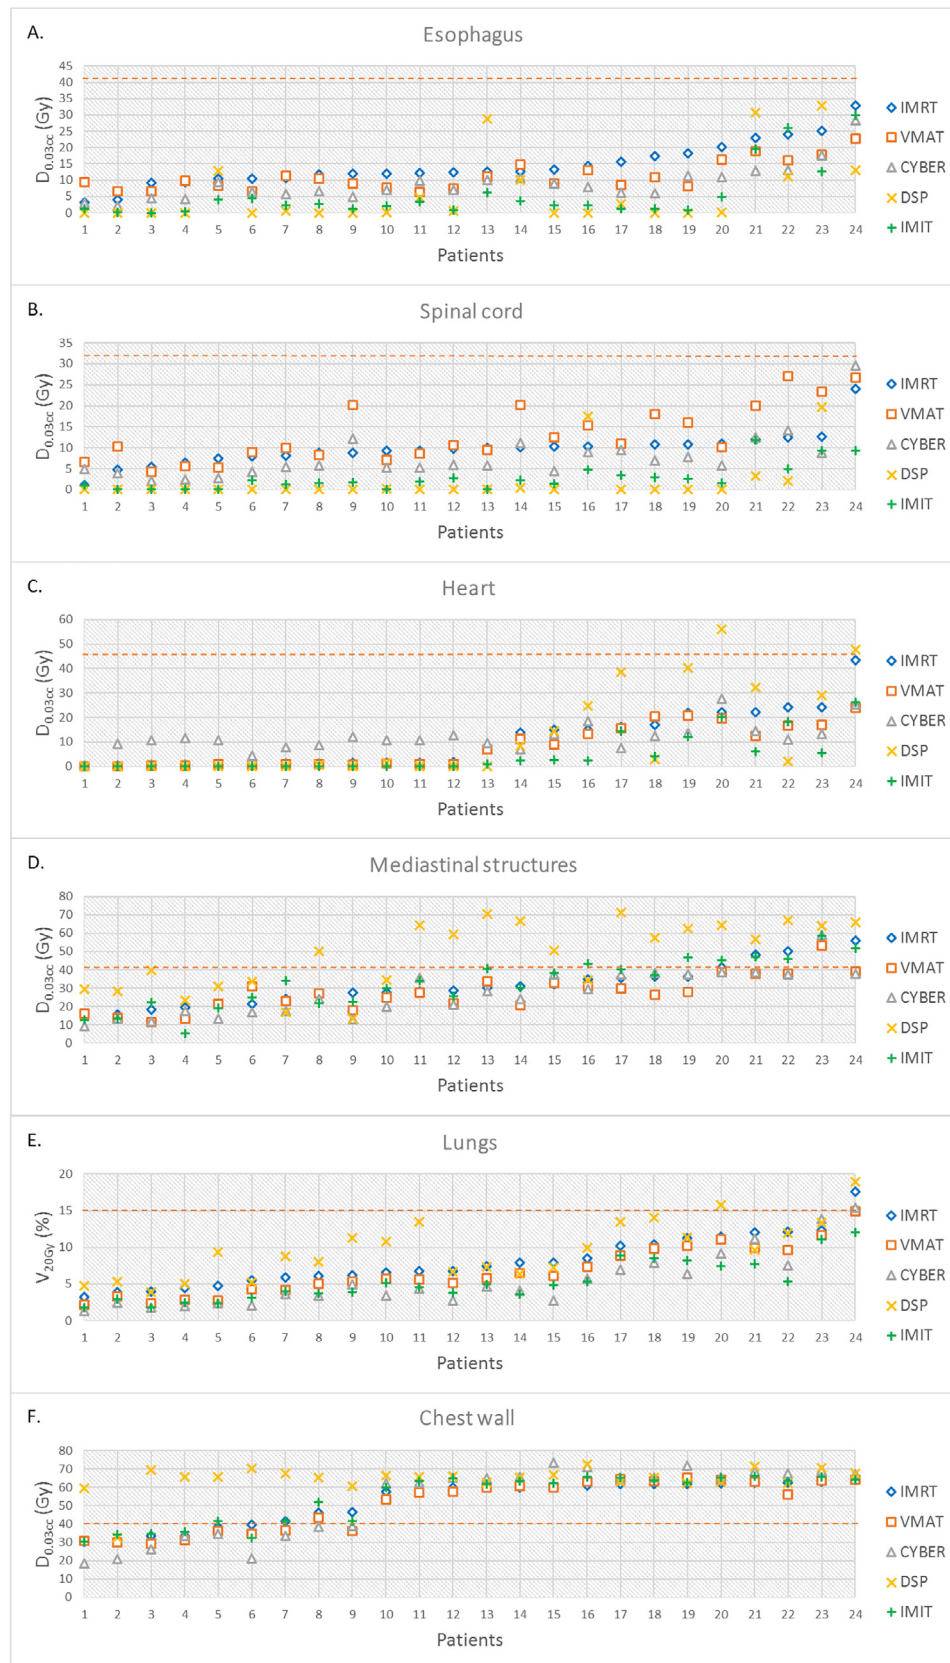 A.
Esophagus
45
40
35
30
25
20
15
10
5
0
D0.03cc (Gy)
1 2 3 4 5 6 7 8 9 10 11 12 13 14 15 16 17 18 19 20 21 22 23 24
Patients
IMRT
VMAT
CYBER
DSP
IMIT
B.
Spinal cord
35
30
25
20
15
10
5
0
D0.03cc (Gy)
1 2 3 4 5 6 7 8 9 10 11 12 13 14 15 16 17 18 19 20 21 22 23 24
Patients
IMRT
VMAT
CYBER
DSP
IMIT
C.
Heart
60
50
40
30
20
10
0
D0.03cc (Gy)
1 2 3 4 5 6 7 8 9 10 11 12 13 14 15 16 17 18 19 20 21 22 23 24
Patients
IMRT
VMAT
CYBER
DSP
IMIT
D.
Mediastinal structures
80
70
60
50
40
30
20
10
0
D0.03cc (Gy)
1 2 3 4 5 6 7 8 9 10 11 12 13 14 15 16 17 18 19 20 21 22 23 24
Patients
IMRT
VMAT
CYBER
DSP
IMIT
E.
Lungs
20
15
10
5
0
V20Gy (%)
1 2 3 4 5 6 7 8 9 10 11 12 13 14 15 16 17 18 19 20 21 22 23 24
Patients
IMRT
VMAT
CYBER
DSP
IMIT
F.
Chest wall
80
70
60
50
40
30
20
10
0
D0.03cc (Gy)
1 2 3 4 5 6 7 8 9 10 11 12 13 14 15 16 17 18 19 20 21 22 23 24
Patients
IMRT
VMAT
CYBER
DSP
IMIT